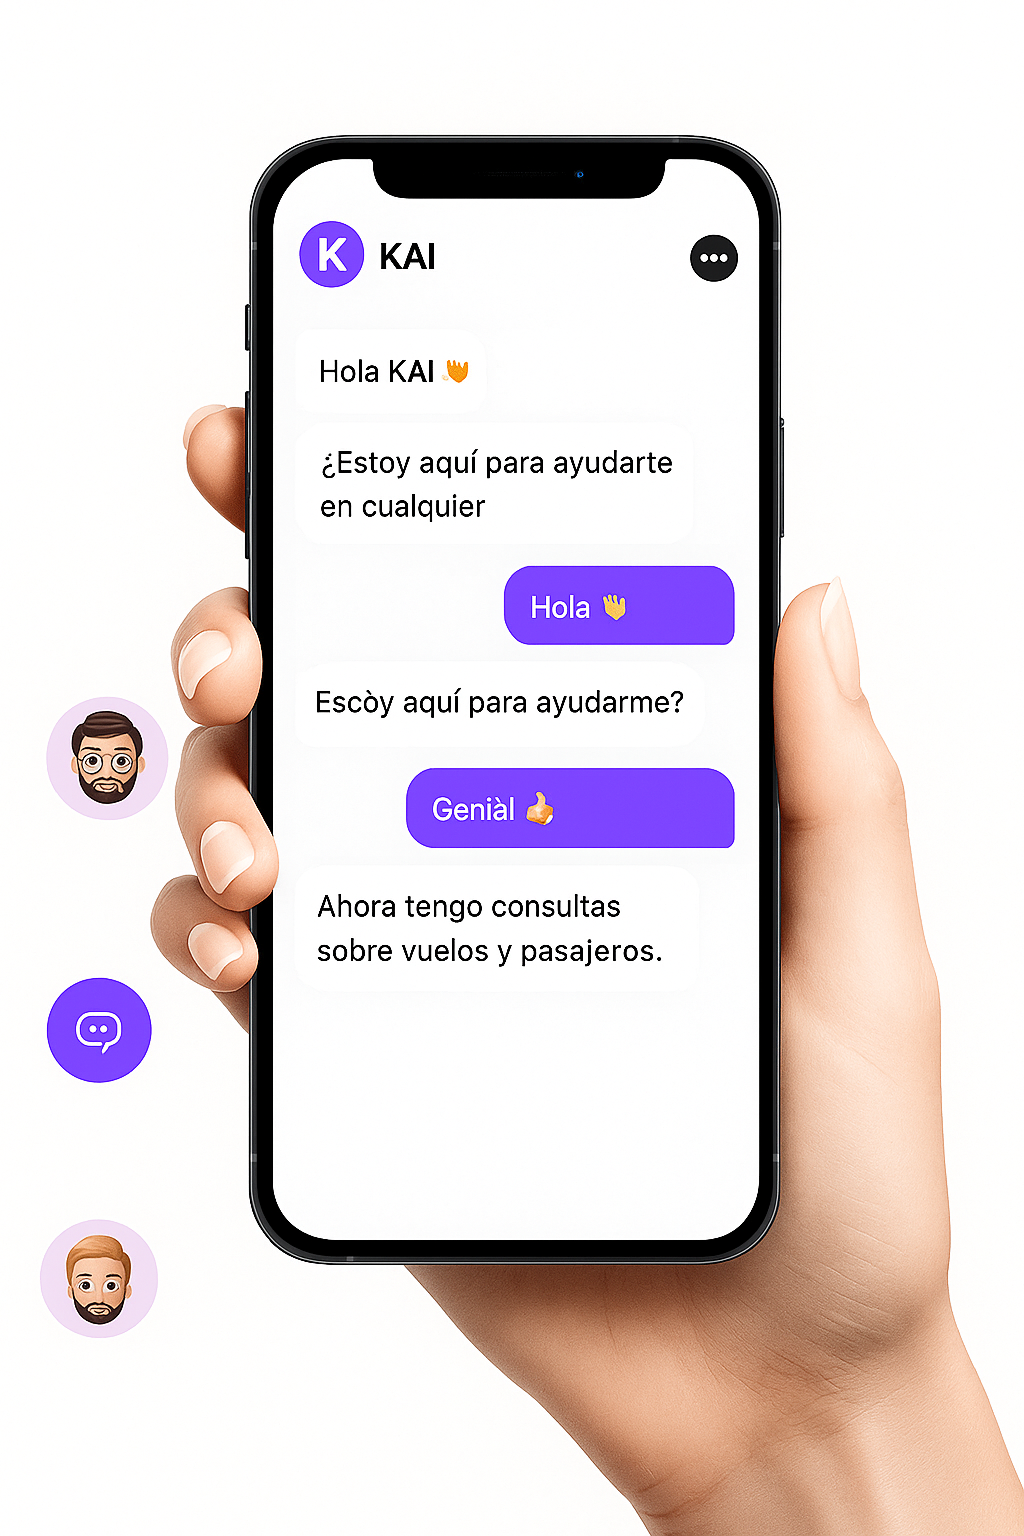 K KAI
Hola KAI 👋
¿Estoy aquí para ayudarte
en cualquier
Hola 👋
Escòy aquí para ayudarme?
Geniàl 👍
Ahora tengo consultas
sobre vuelos y pasajeros.